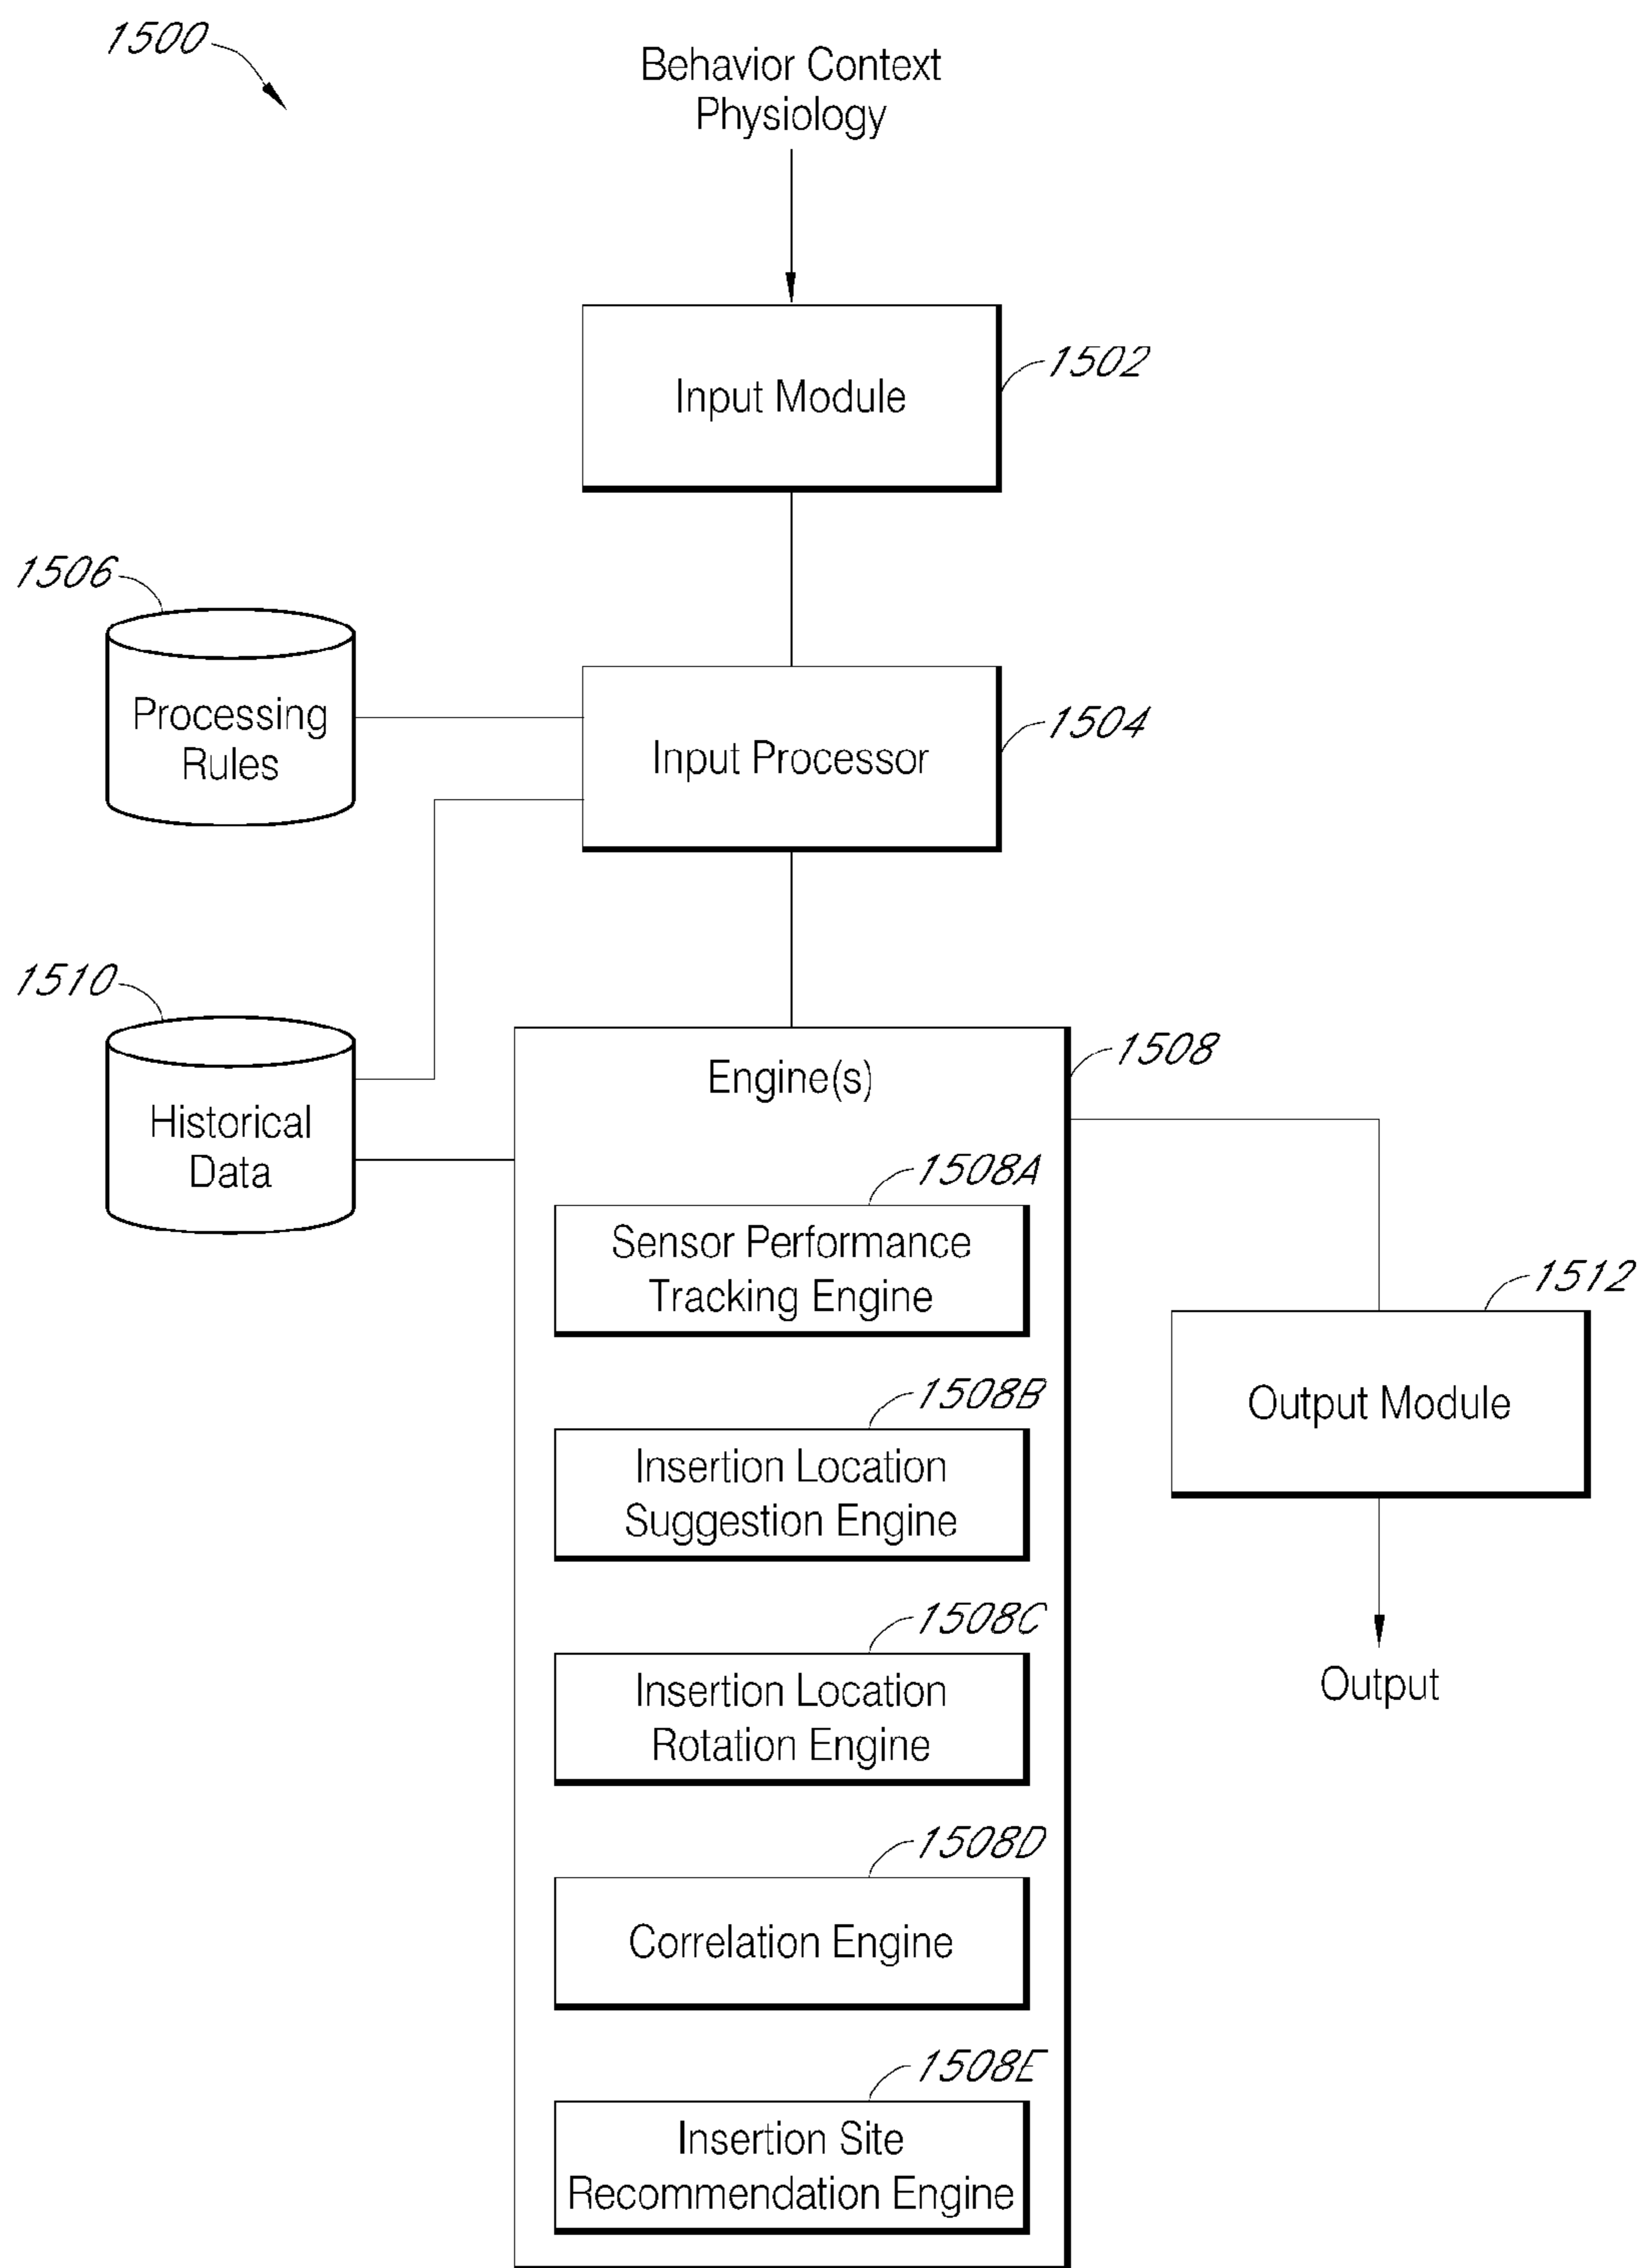 1500
Behavior Context
Physiology
Input Module
1502
1506
Processing
Rules
Input Processor
1504
1510
Historical
Data
Engine(s)
1508
1508A
Sensor Performance
Tracking Engine
1508B
Insertion Location
Suggestion Engine
1512
Output Module
Output
1508C
Insertion Location
Rotation Engine
1508D
Correlation Engine
1508E
Insertion Site
Recommendation Engine